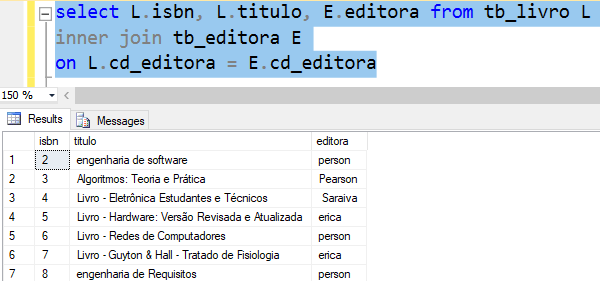 select L.isbn, L.titulo, E.editora from tb_livro L
inner join tb_editora E
on L.cd_editora = E.cd_editora
150 %
Results Messages
isbn titulo editora
1 2 engenharia de software person
2 3 Algoritmos: Teoria e Prática Pearson
3 4 Livro - Eletrônica Estudantes e Técnicos Saraiva
4 5 Livro - Hardware: Versão Revisada e Atualizada erica
5 6 Livro - Redes de Computadores person
6 7 Livro - Guyton & Hall - Tratado de Fisiologia erica
7 8 engenharia de Requisitos person